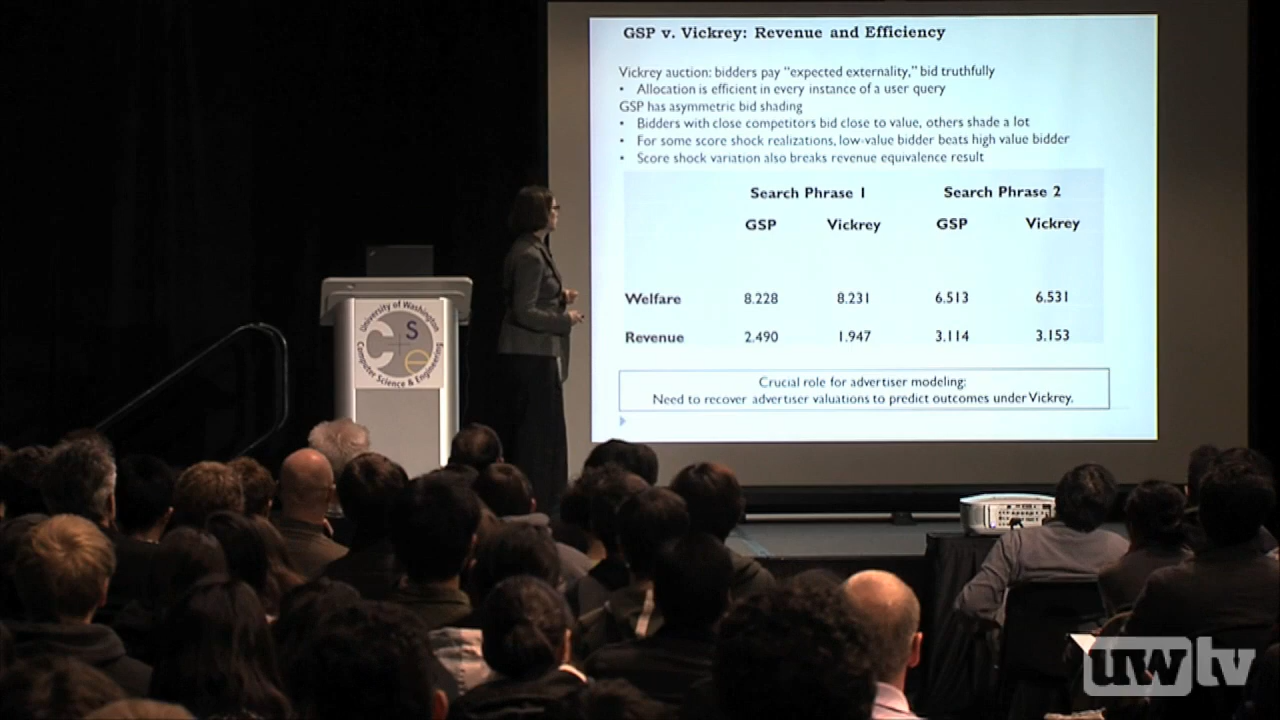 GSP v. Vickrey: Revenue and Efficiency
Vickrey auction: bidders pay “expected externality,” bid truthfully
• Allocation is efficient in every instance of a user query
GSP has asymmetric bid shading
• Bidders with close competitors bid close to value, others shade a lot
• For some score shock realizations, low-value bidder beats high value bidder
• Score shock variation also breaks revenue equivalence result
Search Phrase 1 Search Phrase 2
GSP Vickrey GSP Vickrey
Welfare 8.228 8.231 6.513 6.531
Revenue 2.490 1.947 3.114 3.153
Crucial role for advertiser modeling:
Need to recover advertiser valuations to predict outcomes under Vickrey.
University of Washington
C S e
Computer Science & Engineering
uwtv